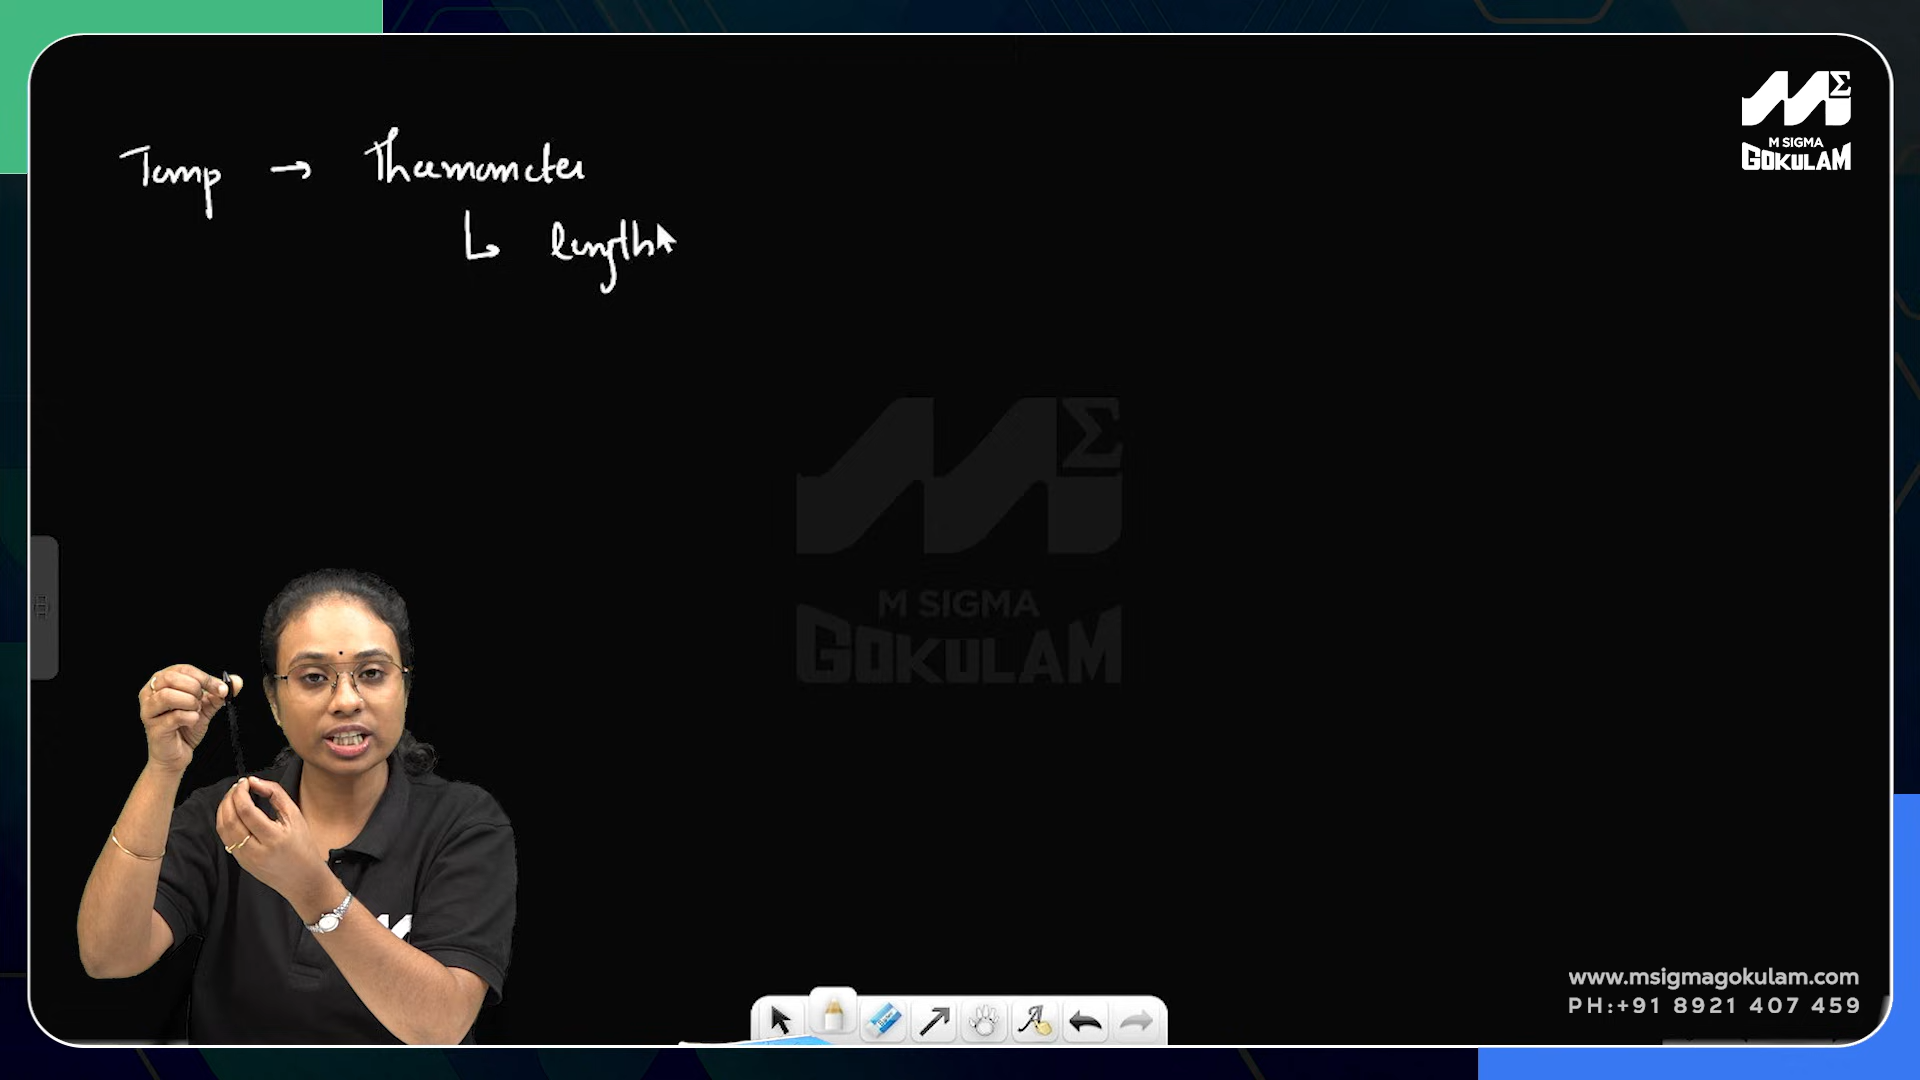 Temp → Thermometer
↳ length
M Σ
M SIGMA
GOKULAM
M Σ
M SIGMA
GOKULAM
www.msigmagokulam.com
PH:+91 8921 407 459